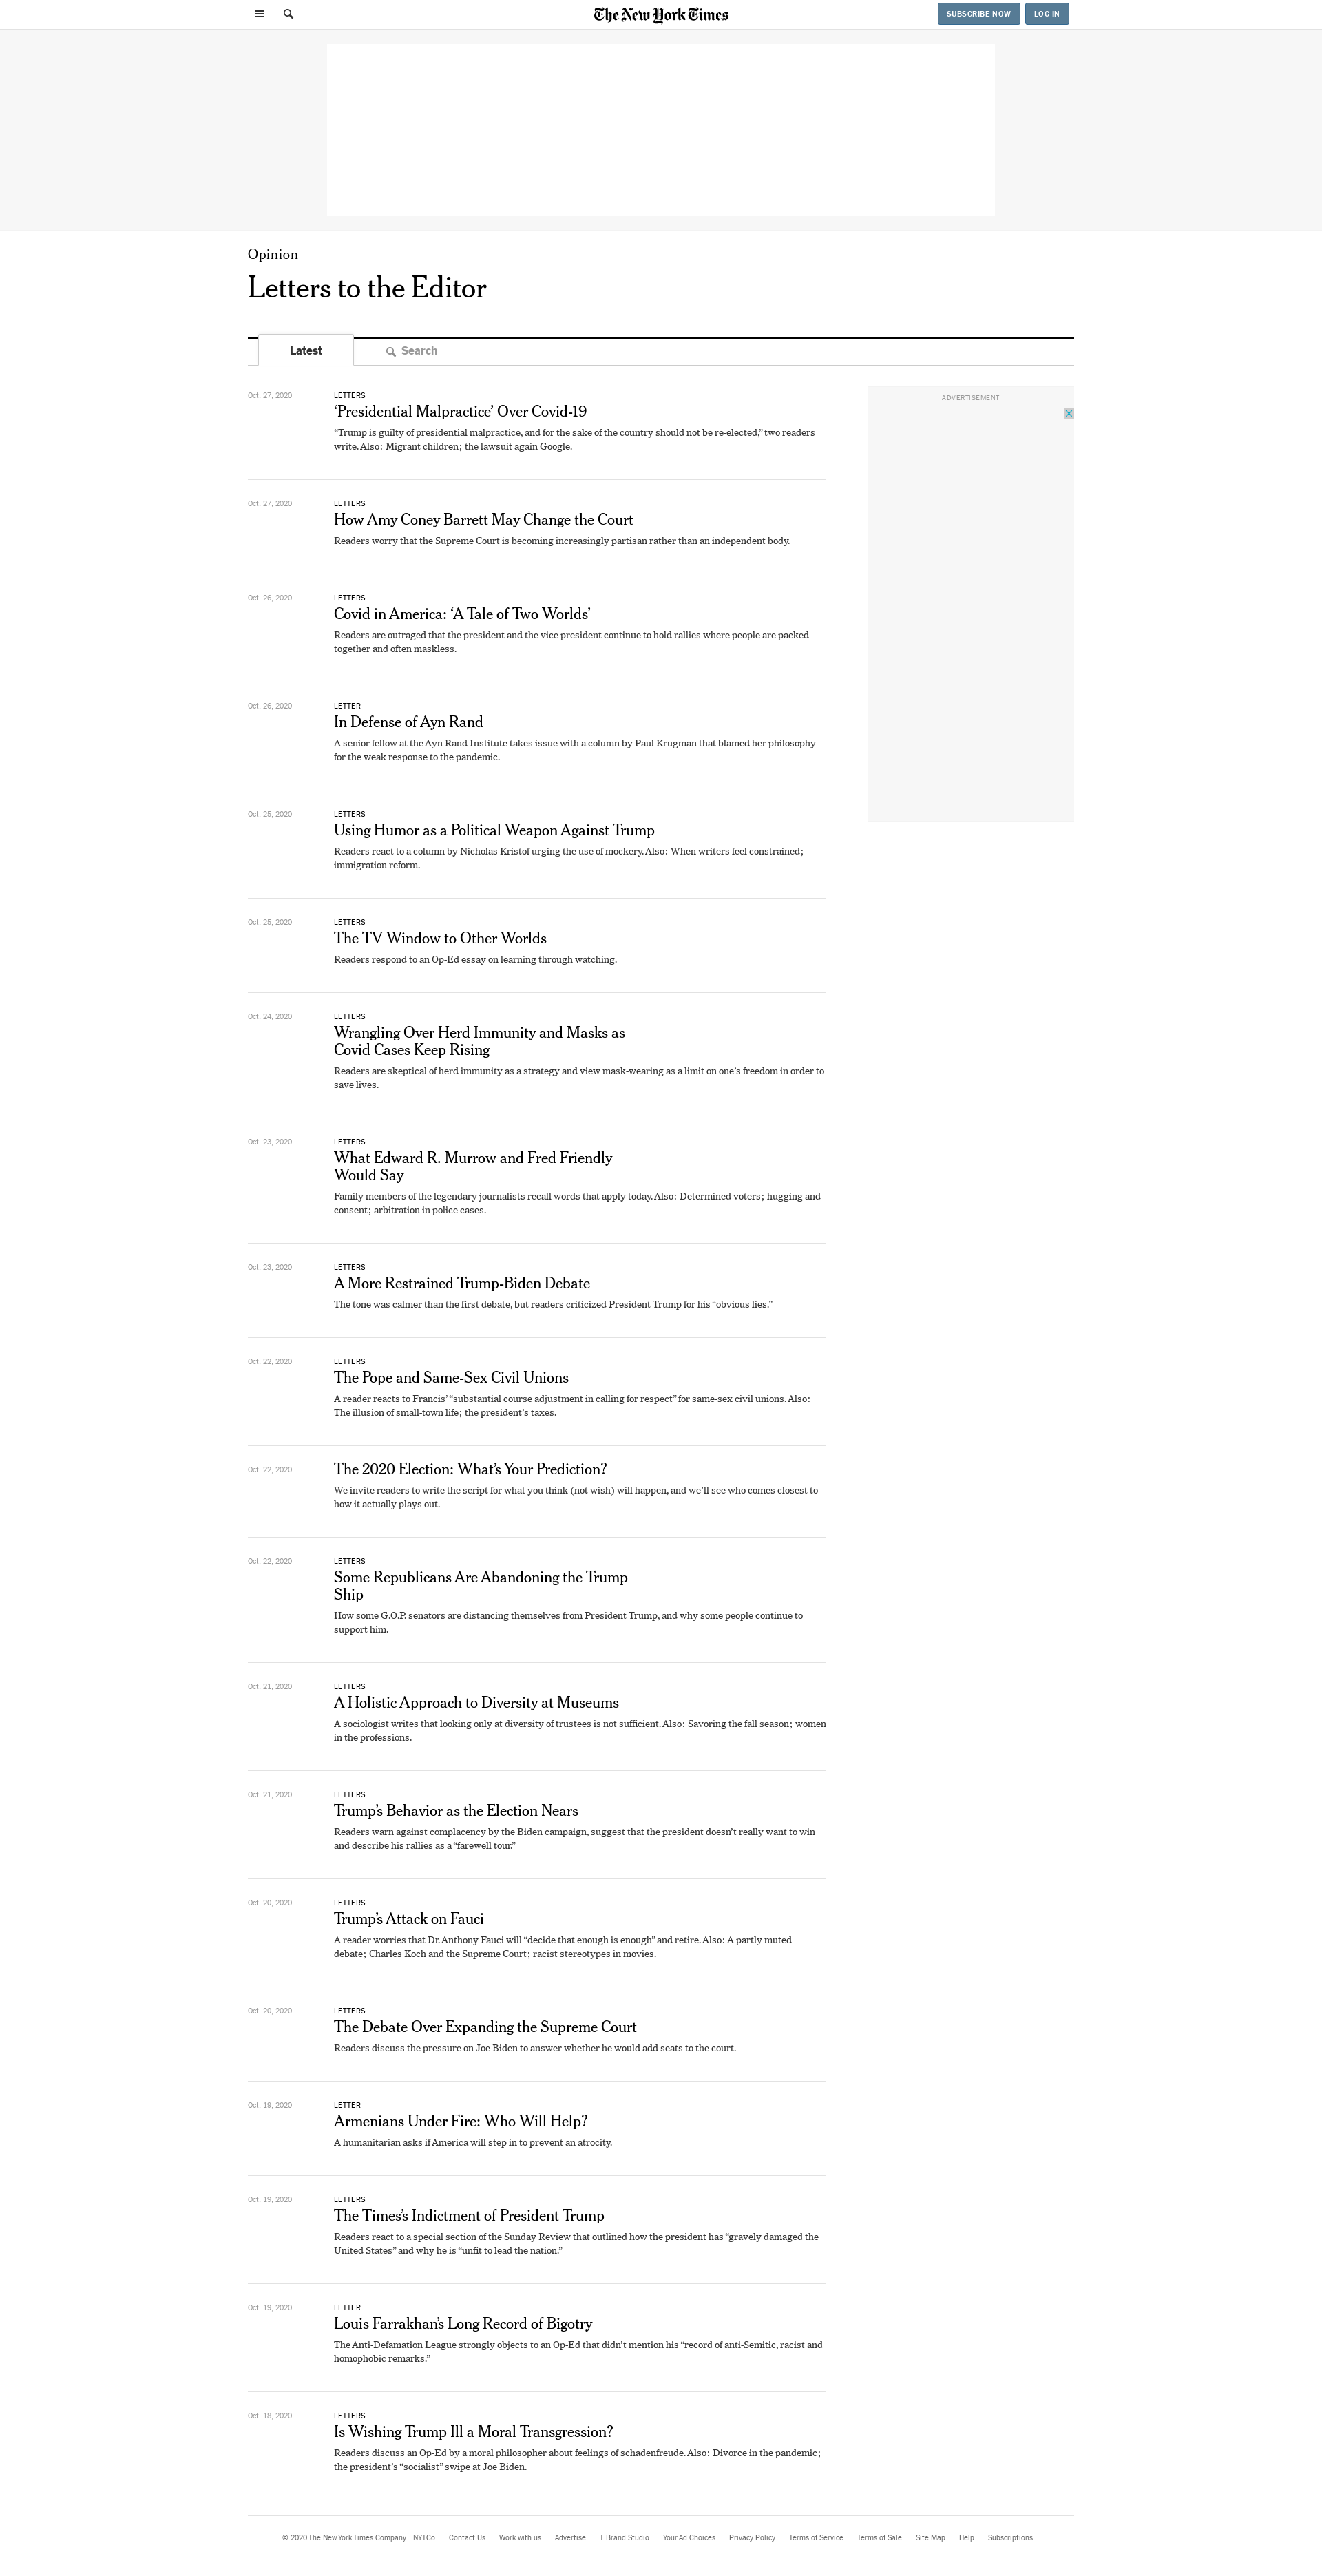 The New York Times
SUBSCRIBE NOW
LOG IN
Opinion
Letters to the Editor
Latest
Search
ADVERTISEMENT
Oct. 27, 2020
LETTERS
‘Presidential Malpractice’ Over Covid-19
“Trump is guilty of presidential malpractice, and for the sake of the country should not be re-elected,” two readers
write. Also: Migrant children; the lawsuit again Google.
Oct. 27, 2020
LETTERS
How Amy Coney Barrett May Change the Court
Readers worry that the Supreme Court is becoming increasingly partisan rather than an independent body.
Oct. 26, 2020
LETTERS
Covid in America: ‘A Tale of Two Worlds’
Readers are outraged that the president and the vice president continue to hold rallies where people are packed
together and often maskless.
Oct. 26, 2020
LETTER
In Defense of Ayn Rand
A senior fellow at the Ayn Rand Institute takes issue with a column by Paul Krugman that blamed her philosophy
for the weak response to the pandemic.
Oct. 25, 2020
LETTERS
Using Humor as a Political Weapon Against Trump
Readers react to a column by Nicholas Kristof urging the use of mockery. Also: When writers feel constrained;
immigration reform.
Oct. 25, 2020
LETTERS
The TV Window to Other Worlds
Readers respond to an Op-Ed essay on learning through watching.
Oct. 24, 2020
LETTERS
Wrangling Over Herd Immunity and Masks as
Covid Cases Keep Rising
Readers are skeptical of herd immunity as a strategy and view mask-wearing as a limit on one’s freedom in order to
save lives.
Oct. 23, 2020
LETTERS
What Edward R. Murrow and Fred Friendly
Would Say
Family members of the legendary journalists recall words that apply today. Also: Determined voters; hugging and
consent; arbitration in police cases.
Oct. 23, 2020
LETTERS
A More Restrained Trump-Biden Debate
The tone was calmer than the first debate, but readers criticized President Trump for his “obvious lies.”
Oct. 22, 2020
LETTERS
The Pope and Same-Sex Civil Unions
A reader reacts to Francis’ “substantial course adjustment in calling for respect” for same-sex civil unions. Also:
The illusion of small-town life; the president’s taxes.
Oct. 22, 2020
The 2020 Election: What’s Your Prediction?
We invite readers to write the script for what you think (not wish) will happen, and we’ll see who comes closest to
how it actually plays out.
Oct. 22, 2020
LETTERS
Some Republicans Are Abandoning the Trump
Ship
How some G.O.P. senators are distancing themselves from President Trump, and why some people continue to
support him.
Oct. 21, 2020
LETTERS
A Holistic Approach to Diversity at Museums
A sociologist writes that looking only at diversity of trustees is not sufficient. Also: Savoring the fall season; women
in the professions.
Oct. 21, 2020
LETTERS
Trump’s Behavior as the Election Nears
Readers warn against complacency by the Biden campaign, suggest that the president doesn’t really want to win
and describe his rallies as a “farewell tour.”
Oct. 20, 2020
LETTERS
Trump’s Attack on Fauci
A reader worries that Dr. Anthony Fauci will “decide that enough is enough” and retire. Also: A partly muted
debate; Charles Koch and the Supreme Court; racist stereotypes in movies.
Oct. 20, 2020
LETTERS
The Debate Over Expanding the Supreme Court
Readers discuss the pressure on Joe Biden to answer whether he would add seats to the court.
Oct. 19, 2020
LETTER
Armenians Under Fire: Who Will Help?
A humanitarian asks if America will step in to prevent an atrocity.
Oct. 19, 2020
LETTERS
The Times’s Indictment of President Trump
Readers react to a special section of the Sunday Review that outlined how the president has “gravely damaged the
United States” and why he is “unfit to lead the nation.”
Oct. 19, 2020
LETTER
Louis Farrakhan’s Long Record of Bigotry
The Anti-Defamation League strongly objects to an Op-Ed that didn’t mention his “record of anti-Semitic, racist and
homophobic remarks.”
Oct. 18, 2020
LETTERS
Is Wishing Trump Ill a Moral Transgression?
Readers discuss an Op-Ed by a moral philosopher about feelings of schadenfreude. Also: Divorce in the pandemic;
the president’s “socialist” swipe at Joe Biden.
© 2020 The New York Times Company NYTCo Contact Us Work with us Advertise T Brand Studio Your Ad Choices Privacy Policy Terms of Service Terms of Sale Site Map Help Subscriptions